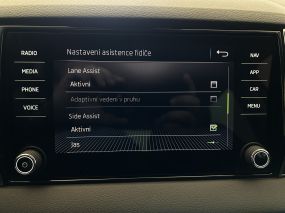 Nastavení asistence řidiče
RADIO
MEDIA
PHONE
VOICE
Lane Assist
Aktivní
Adaptivní vedení v pruhu
Side Assist
Aktivní
Jas
NAV
APP
CAR
MENU